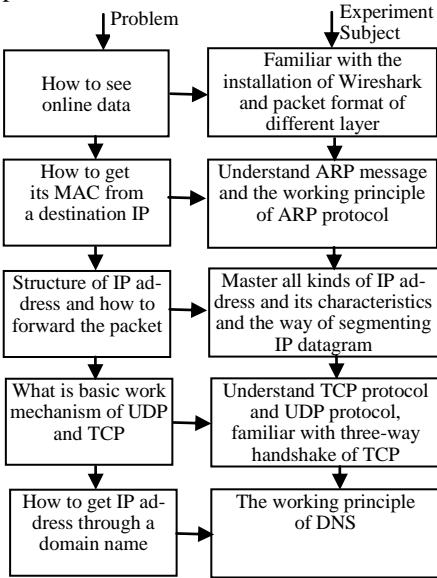 Problem
Experiment
Subject
How to see
online data
Familiar with the
installation of Wireshark
and packet format of
different layer
How to get
its MAC from
a destination IP
Understand ARP message
and the working principle
of ARP protocol
Structure of IP ad-
dress and how to
forward the packet
Master all kinds of IP ad-
dress and its characteristics
and the way of segmenting
IP datagram
What is basic work
mechanism of UDP
and TCP
Understand TCP protocol
and UDP protocol,
familiar with three-way
handshake of TCP
How to get IP ad-
dress through a
domain name
The working principle
of DNS